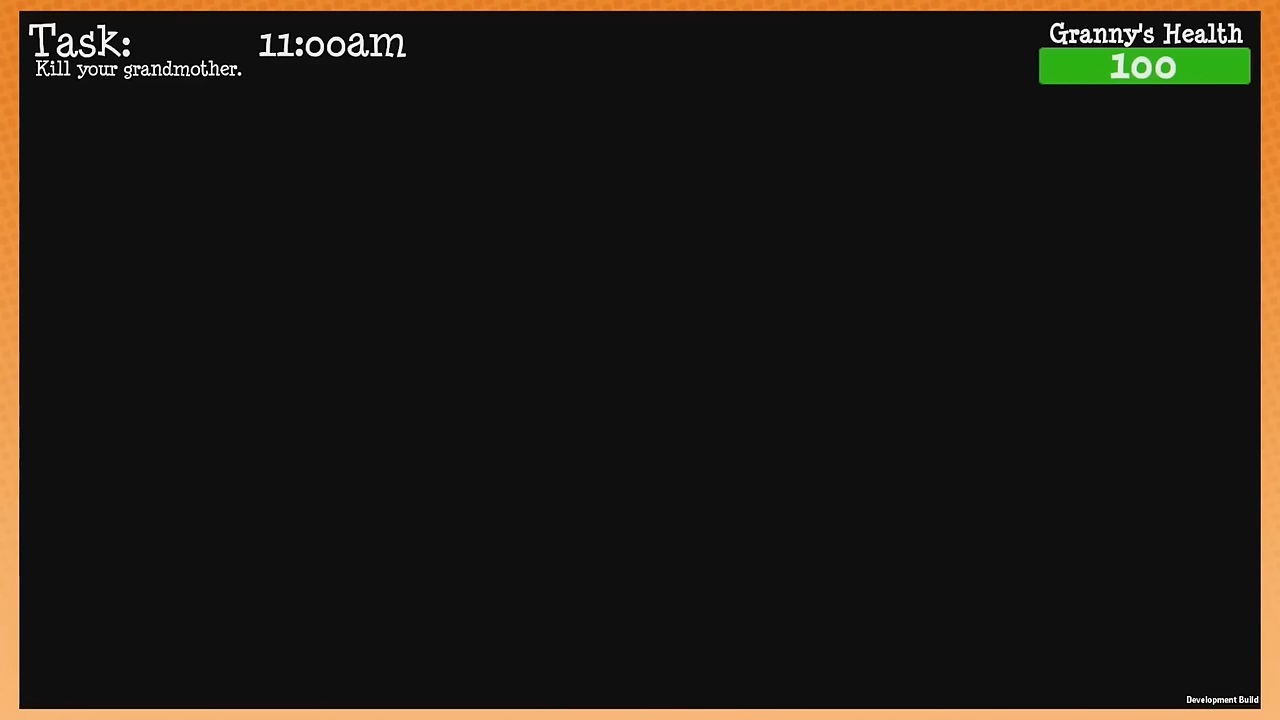 Task:
11:00am
Kill your grandmother.
Granny's Health
100
Development Build